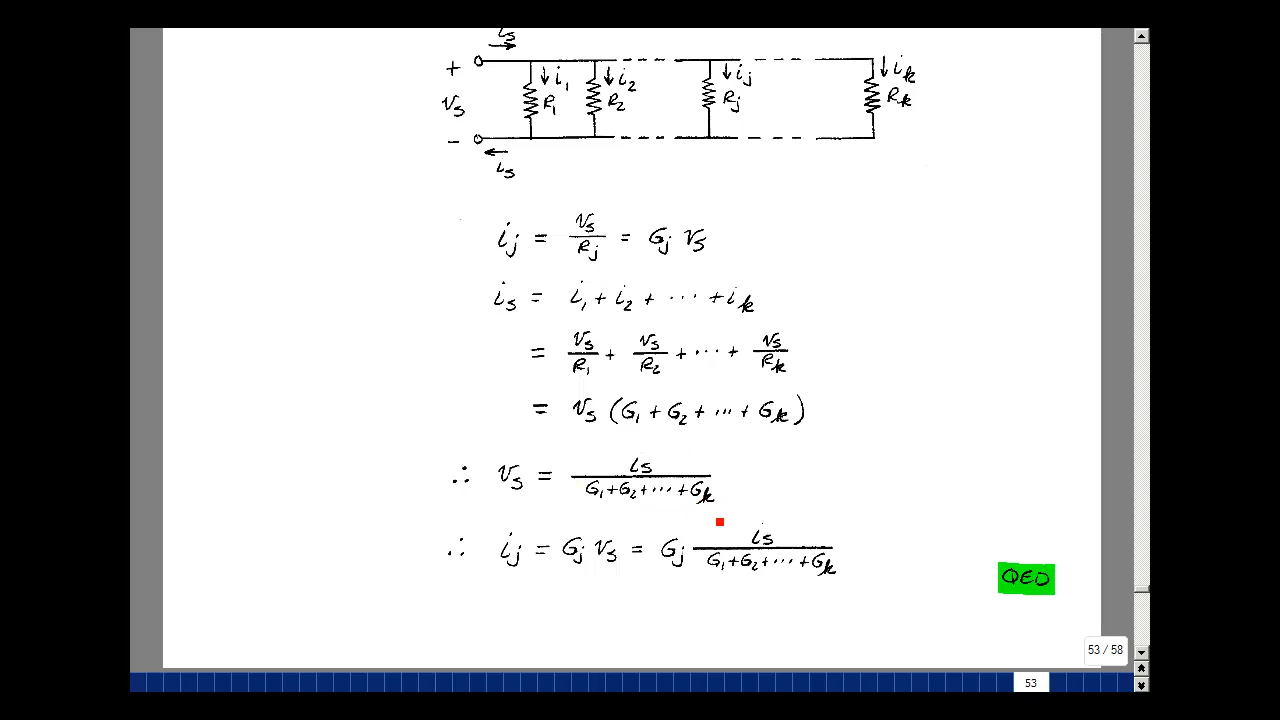 i_s
+ i_1 i_2 i_j i_k
v_s R_1 R_2 R_j R_k
-
i_s
i_j = v_s/R_j = G_j v_s
i_s = i_1 + i_2 + ··· + i_k
= v_s/R_1 + v_s/R_2 + ··· + v_s/R_k
= v_s (G_1 + G_2 + ··· + G_k)
∴ v_s = i_s/(G_1+G_2+···+G_k)
∴ i_j = G_j v_s = G_j i_s/(G_1+G_2+···+G_k)
QED
53 / 58
53